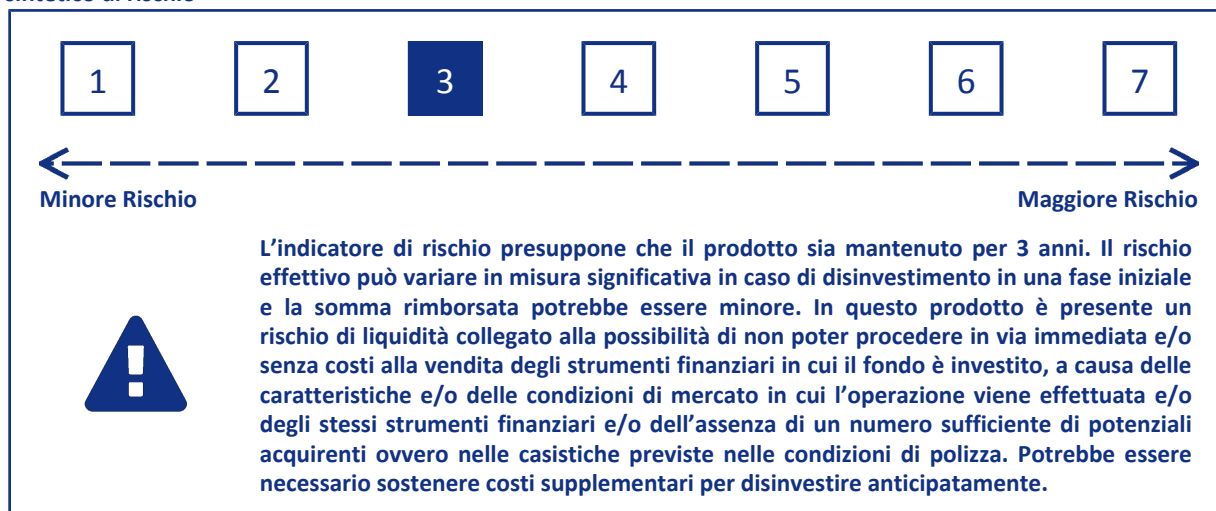 sintetico di rischio
1 2 3 4 5 6 7
Minore Rischio Maggiore Rischio
L’indicatore di rischio presuppone che il prodotto sia mantenuto per 3 anni. Il rischio
effettivo può variare in misura significativa in caso di disinvestimento in una fase iniziale
e la somma rimborsata potrebbe essere minore. In questo prodotto è presente un
rischio di liquidità collegato alla possibilità di non poter procedere in via immediata e/o
senza costi alla vendita degli strumenti finanziari in cui il fondo è investito, a causa delle
caratteristiche e/o delle condizioni di mercato in cui l’operazione viene effettuata e/o
degli stessi strumenti finanziari e/o dell’assenza di un numero sufficiente di potenziali
acquirenti ovvero nelle casistiche previste nelle condizioni di polizza. Potrebbe essere
necessario sostenere costi supplementari per disinvestire anticipatamente.